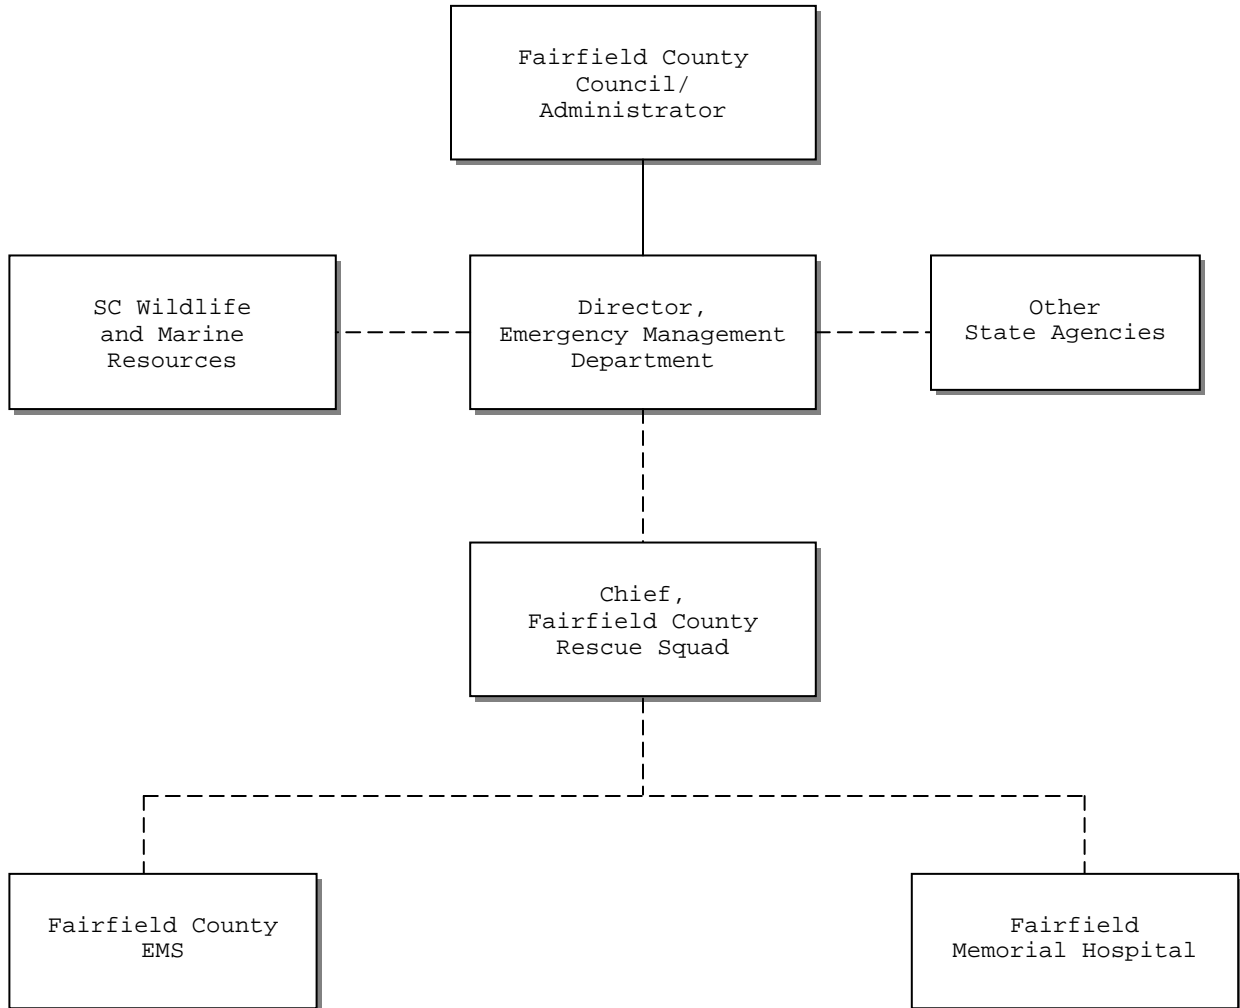 Fairfield County
Council/
Administrator
SC Wildlife
and Marine
Resources
Director,
Emergency Management
Department
Other
State Agencies
Chief,
Fairfield County
Rescue Squad
Fairfield County
EMS
Fairfield
Memorial Hospital